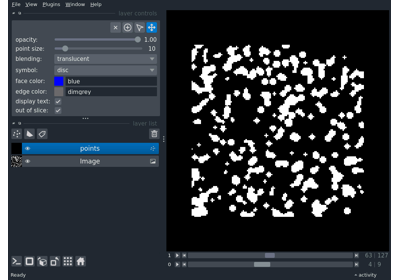 File View Plugins Window Help
layer controls
opacity: 1.00
point size: 10
blending: translucent
symbol: disc
face color: blue
edge color: dimgrey
display text:
out of slice:
layer list
points
Image
1 63 127
0 4 9
Ready activity